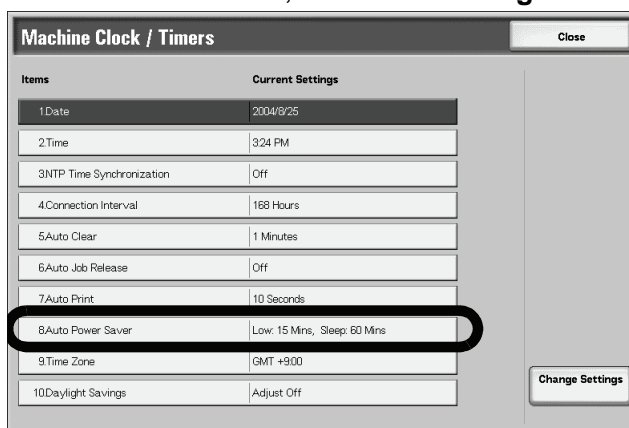 Machine Clock / Timers Close
Items Current Settings
1.Date 2004/8/25
2.Time 3:24 PM
3.NTP Time Synchronization Off
4.Connection Interval 168 Hours
5.Auto Clear 1 Minutes
6.Auto Job Release Off
7.Auto Print 10 Seconds
8.Auto Power Saver Low: 15 Mins, Sleep: 60 Mins
9.Time Zone GMT +9:00
10.Daylight Savings Adjust Off
Change Settings